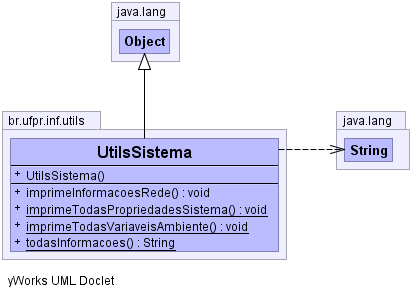 java.lang
Object
br.ufpr.inf.utils
java.lang
UtilsSistema
String
+ UtilsSistema()
+ imprimeInformacoesRede() : void
+ imprimeTodasPropriedadesSistema() : void
+ imprimeTodasVariaveisAmbiente() : void
+ todasInformacoes() : String
yWorks UML Doclet